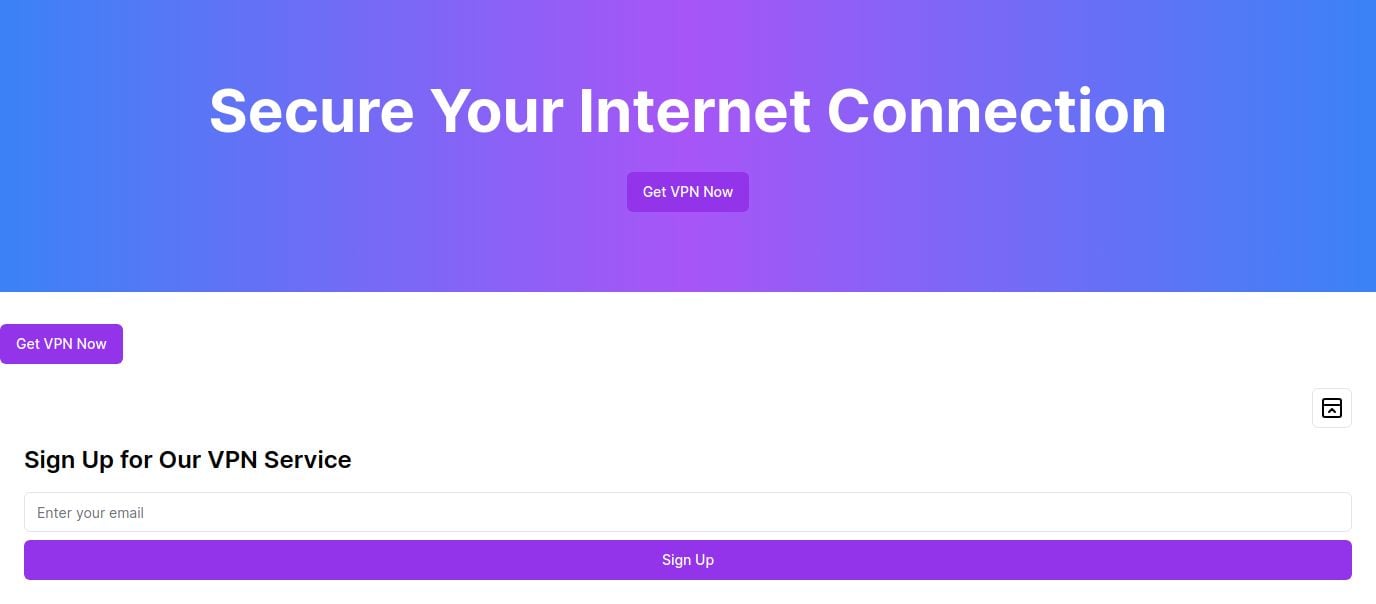 Secure Your Internet Connection
Get VPN Now
Get VPN Now
Sign Up for Our VPN Service
Enter your email
Sign Up